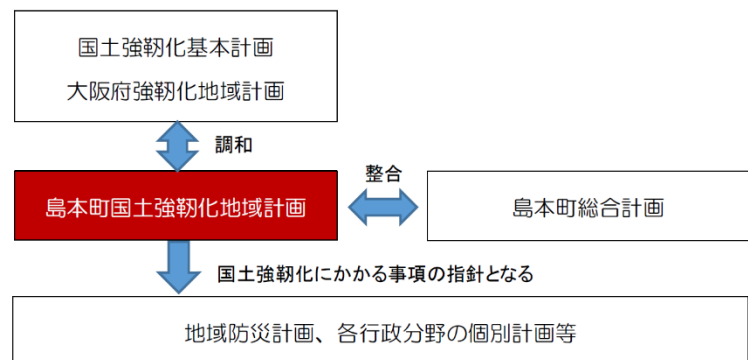 国土強靭化基本計画
大阪府強靭化地域計画
調和
整合
島本町国土強靭化地域計画
島本町総合計画
国土強靭化にかかる事項の指針となる
地域防災計画、各行政分野の個別計画等